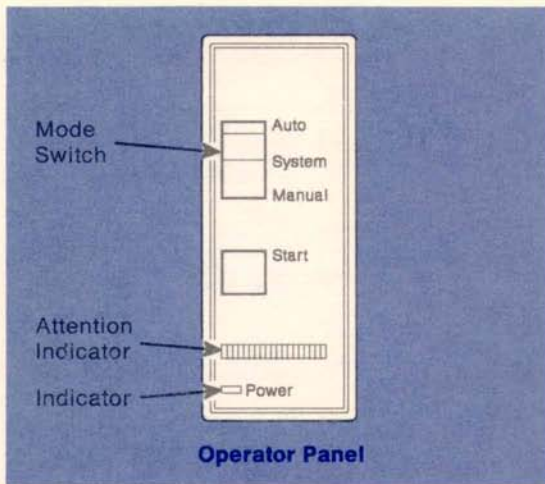 Mode
Switch
Auto
System
Manual
Start
Attention
Indicator
Indicator
Power
Operator Panel